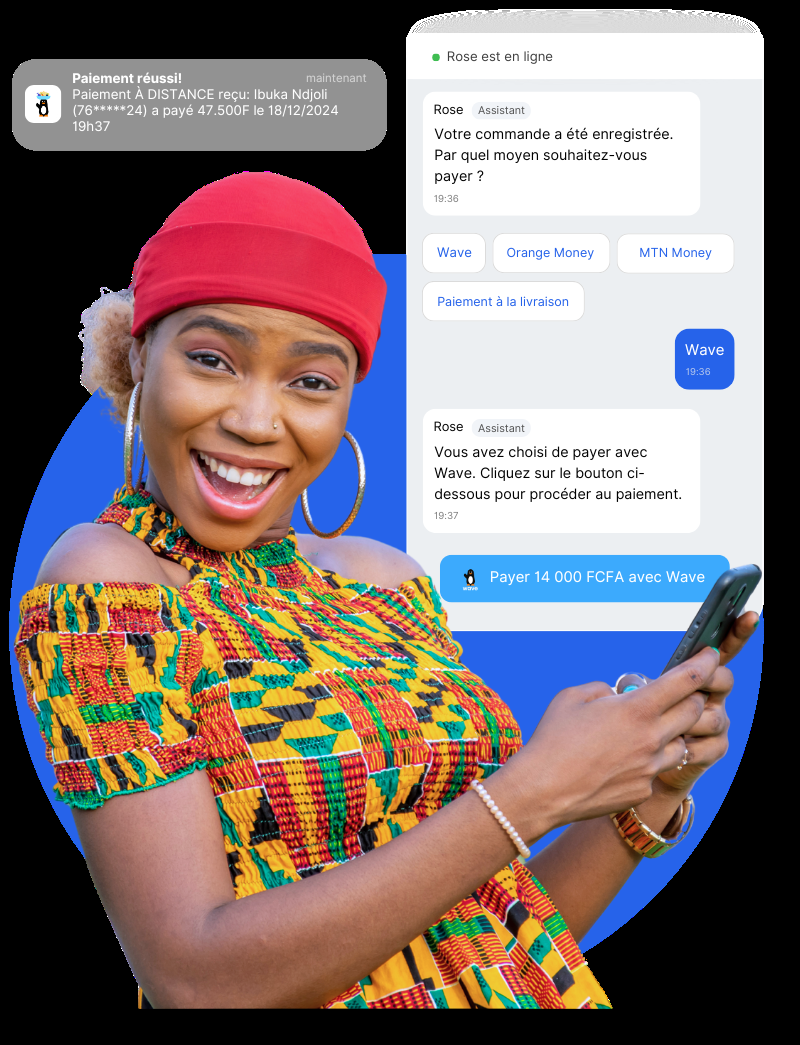 Paiement réussi!
maintenant
Paiement À DISTANCE reçu: Ibuka Ndjoli
(76*****24) a payé 47.500F le 18/12/2024
19h37
Rose est en ligne
Rose Assistant
Votre commande a été enregistrée.
Par quel moyen souhaitez-vous
payer ?
19:36
Wave
Orange Money
MTN Money
Paiement à la livraison
Wave
19:36
Rose Assistant
Vous avez choisi de payer avec
Wave. Cliquez sur le bouton ci-
dessous pour procéder au paiement.
19:37
wave
Payer 14 000 FCFA avec Wave